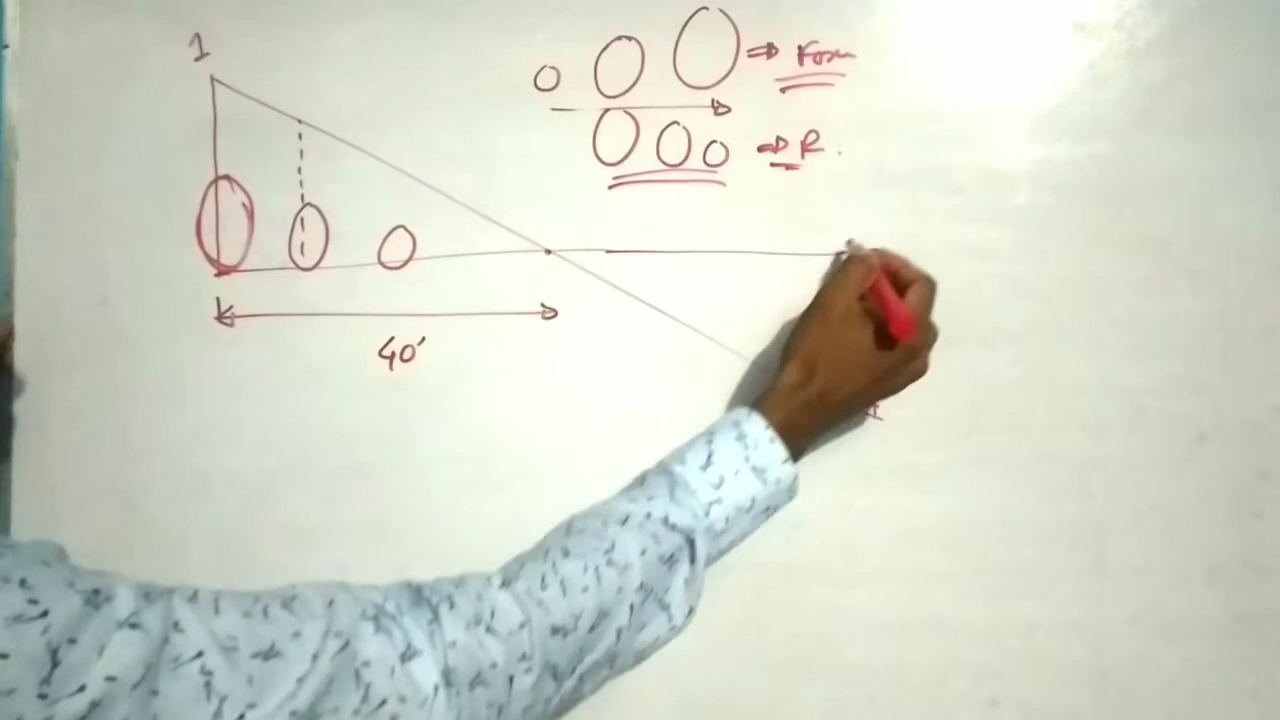 1
⇒ Form
⇒ R.
40'